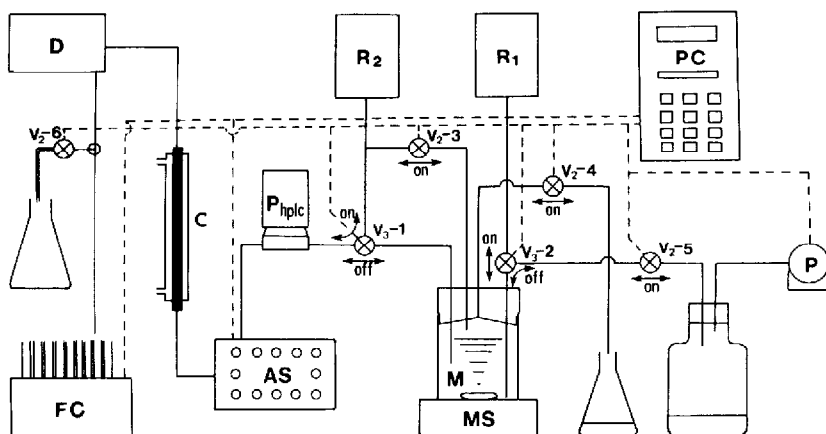 D
R₂
R₁
PC
V₂-6
V₂-3
on
V₂-4
on
C
Phplc
on
V₃-1
off
on
V₃-2
off
V₂-5
on
P
M
AS
FC
MS